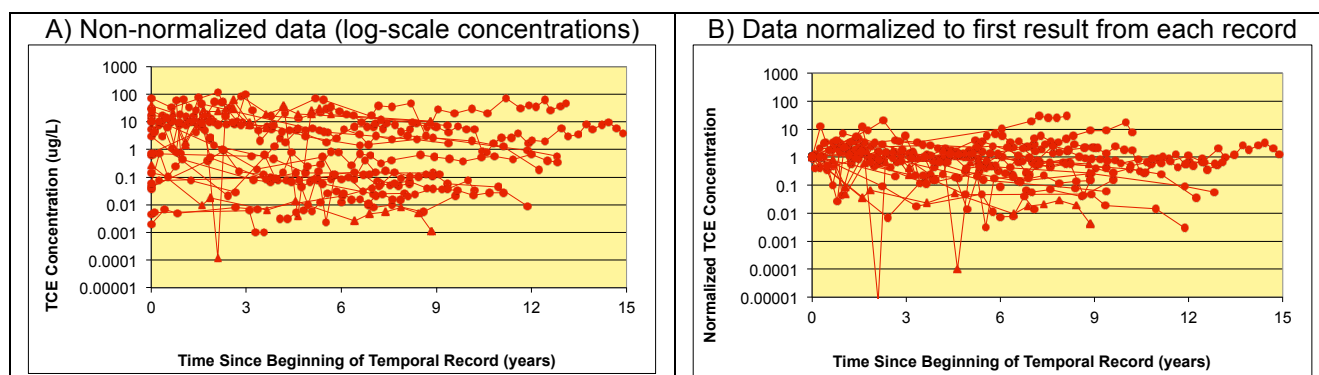 A) Non-normalized data (log-scale concentrations)
1000
100
10
1
0.1
0.01
0.001
0.0001
0.00001
TCE Concentration (ug/L)
0 3 6 9 12 15
Time Since Beginning of Temporal Record (years)
B) Data normalized to first result from each record
1000
100
10
1
0.1
0.01
0.001
0.0001
0.00001
Normalized TCE Concentration
0 3 6 9 12 15
Time Since Beginning of Temporal Record (years)